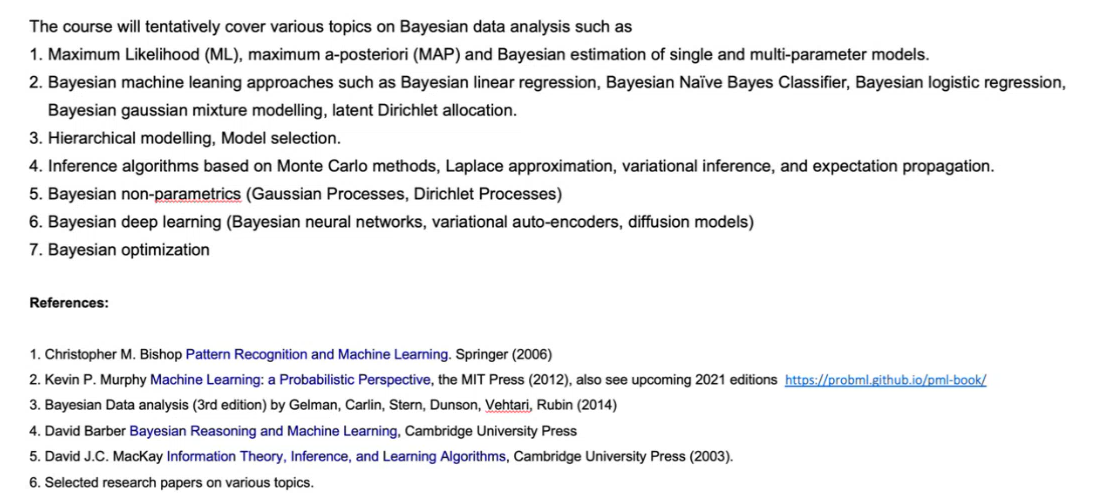 The course will tentatively cover various topics on Bayesian data analysis such as
1. Maximum Likelihood (ML), maximum a-posteriori (MAP) and Bayesian estimation of single and multi-parameter models.
2. Bayesian machine leaning approaches such as Bayesian linear regression, Bayesian Naïve Bayes Classifier, Bayesian logistic regression,
Bayesian gaussian mixture modelling, latent Dirichlet allocation.
3. Hierarchical modelling, Model selection.
4. Inference algorithms based on Monte Carlo methods, Laplace approximation, variational inference, and expectation propagation.
5. Bayesian non-parametrics (Gaussian Processes, Dirichlet Processes)
6. Bayesian deep learning (Bayesian neural networks, variational auto-encoders, diffusion models)
7. Bayesian optimization
References:
1. Christopher M. Bishop Pattern Recognition and Machine Learning. Springer (2006)
2. Kevin P. Murphy Machine Learning: a Probabilistic Perspective, the MIT Press (2012), also see upcoming 2021 editions https://probml.github.io/pml-book/
3. Bayesian Data analysis (3rd edition) by Gelman, Carlin, Stern, Dunson, Vehtari, Rubin (2014)
4. David Barber Bayesian Reasoning and Machine Learning, Cambridge University Press
5. David J.C. MacKay Information Theory, Inference, and Learning Algorithms, Cambridge University Press (2003).
6. Selected research papers on various topics.